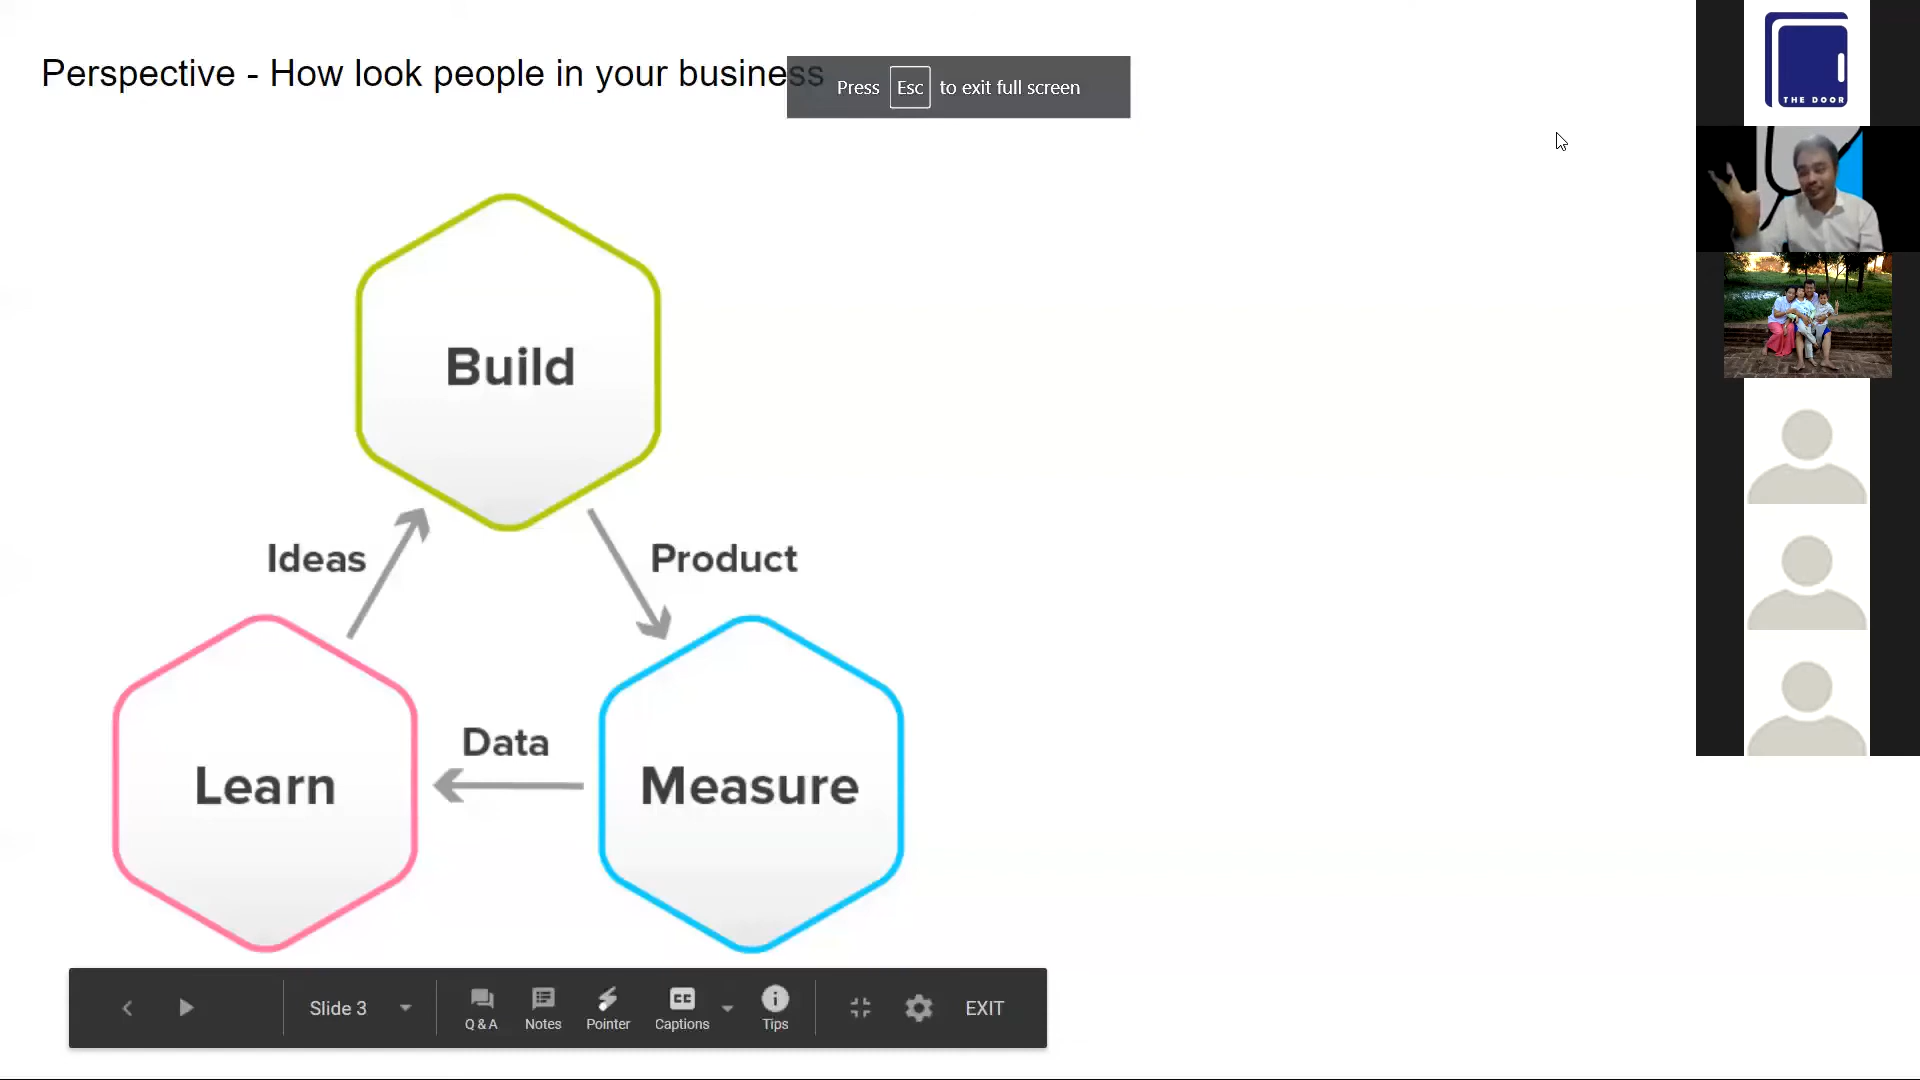 Perspective - How look people in your business
Press Esc to exit full screen
THE DOOR
Build
Ideas
Product
Data
Learn
Measure
Slide 3
Q & A
Notes
Pointer
CC
Captions
Tips
EXIT